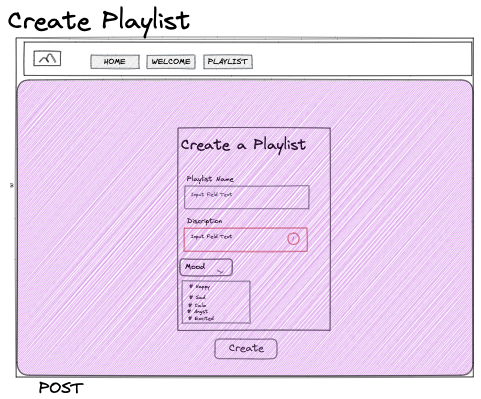 Create Playlist
HOME WELCOME PLAYLIST
Create a Playlist
Playlist Name
Input Field Text
Discription
Input Field Text
Mood
# Happy
# Sad
# Calm
# Angst
# Excited
Create
POST